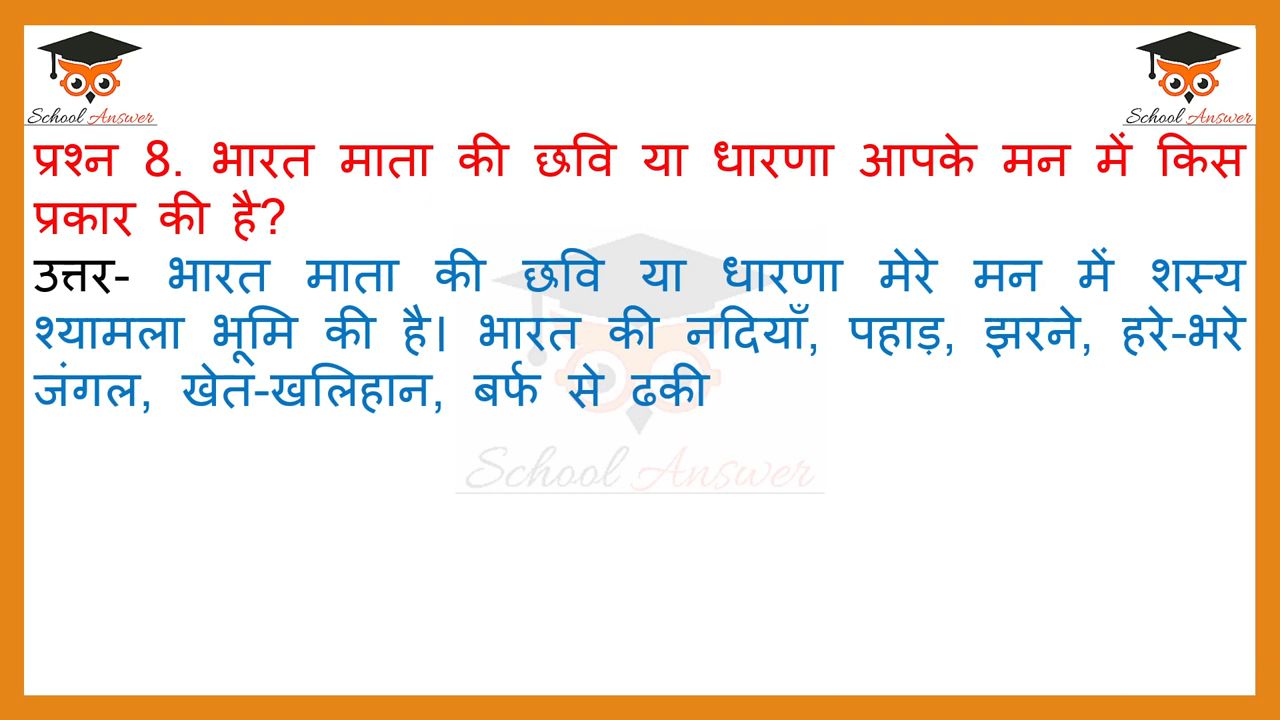 School Answer
School Answer
प्रश्न 8. भारत माता की छवि या धारणा आपके मन में किस
प्रकार की है?
उत्तर- भारत माता की छवि या धारणा मेरे मन में शस्य
श्यामला भूमि की है। भारत की नदियाँ, पहाड़, झरने, हरे-भरे
जंगल, खेत-खलिहान, बर्फ से ढकी
School Answer